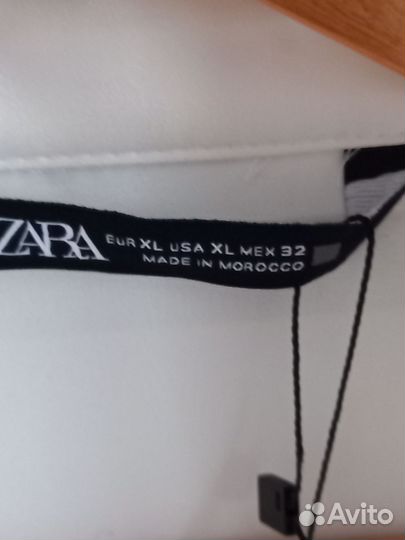 ZARA EUR XL USA XL MEX 32
MADE IN MOROCCO
Avito